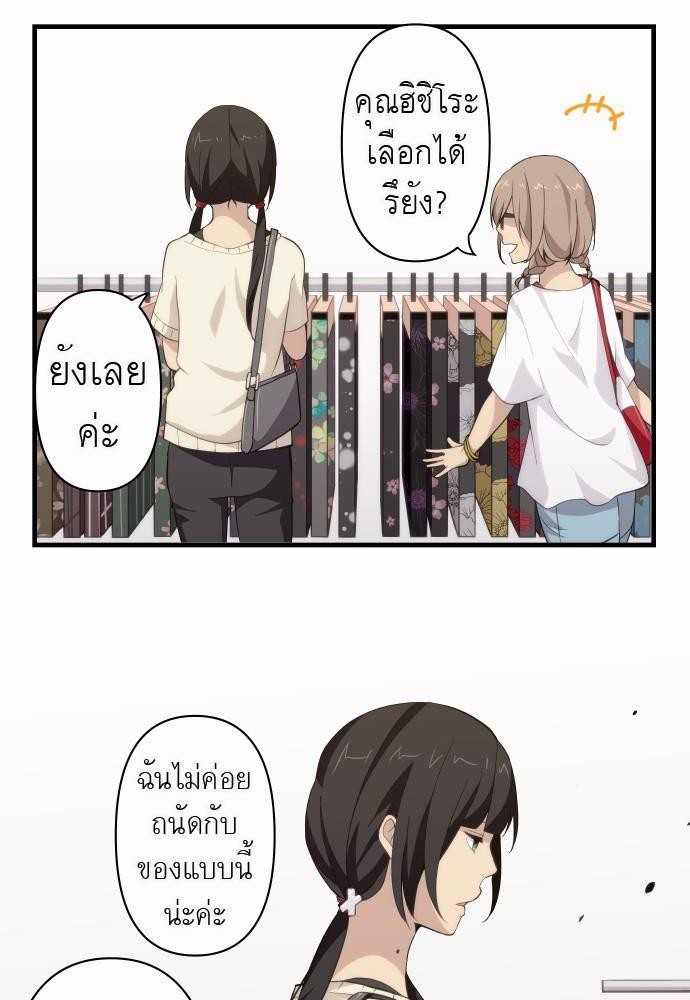 คุณฮิชิโระ
เลือกได้
รึยัง?
ยังเลย
ค่ะ
ฉันไม่ค่อย
ถนัดกับ
ของแบบนี้
น่ะค่ะ